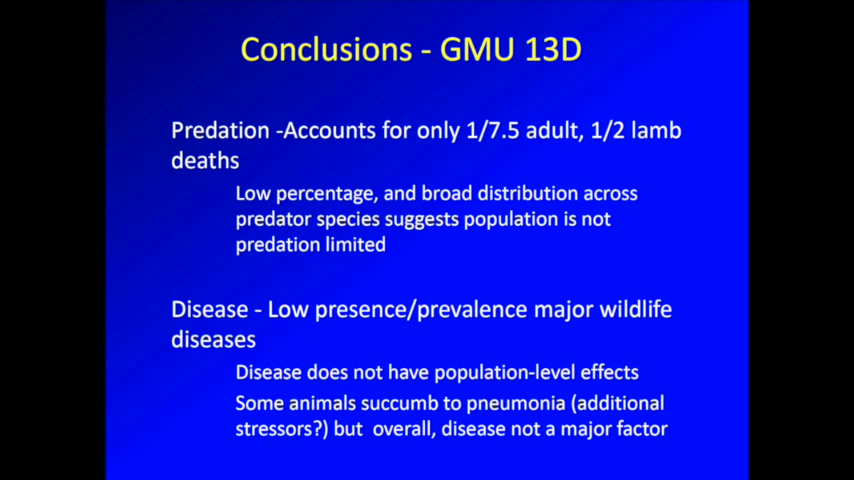 Conclusions - GMU 13D
Predation -Accounts for only 1/7.5 adult, 1/2 lamb
deaths
Low percentage, and broad distribution across
predator species suggests population is not
predation limited
Disease - Low presence/prevalence major wildlife
diseases
Disease does not have population-level effects
Some animals succumb to pneumonia (additional
stressors?) but  overall, disease not a major factor